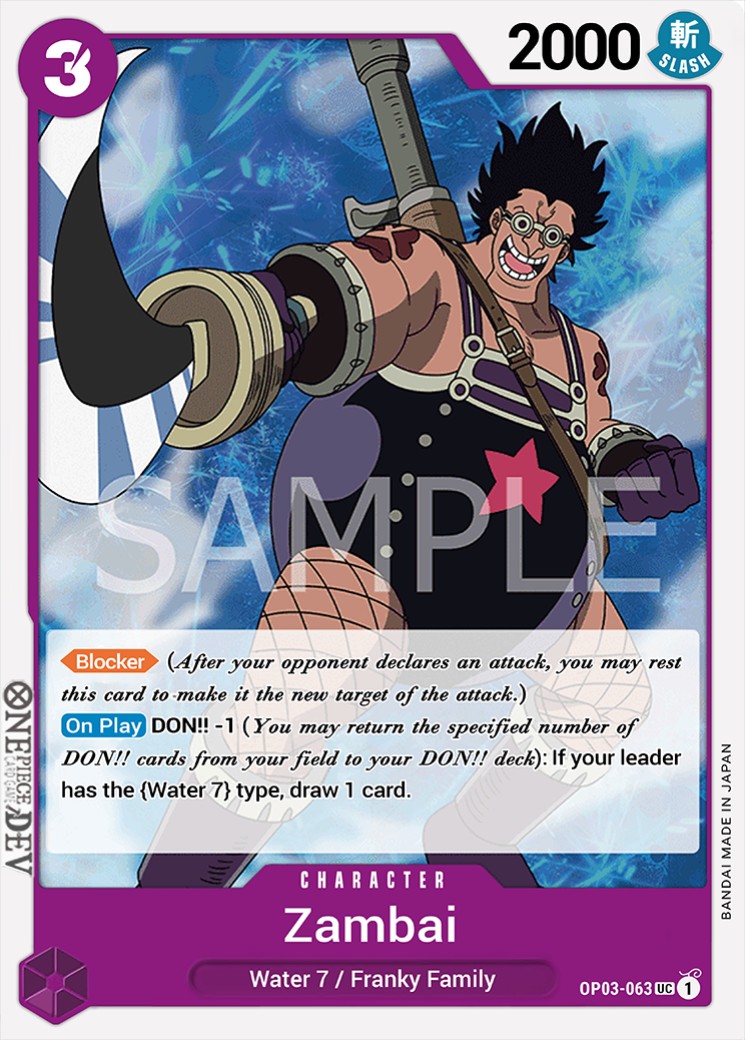 3
2000
斬
SLASH
SAMPLE
Blocker (After your opponent declares an attack, you may rest
this card to make it the new target of the attack.)
On Play DON!! -1 (You may return the specified number of
DON!! cards from your field to your DON!! deck): If your leader
has the {Water 7} type, draw 1 card.
ONE PIECE
CARD GAME
.DEV
BANDAI MADE IN JAPAN
CHARACTER
Zambai
Water 7 / Franky Family
OP03-063 UC 1